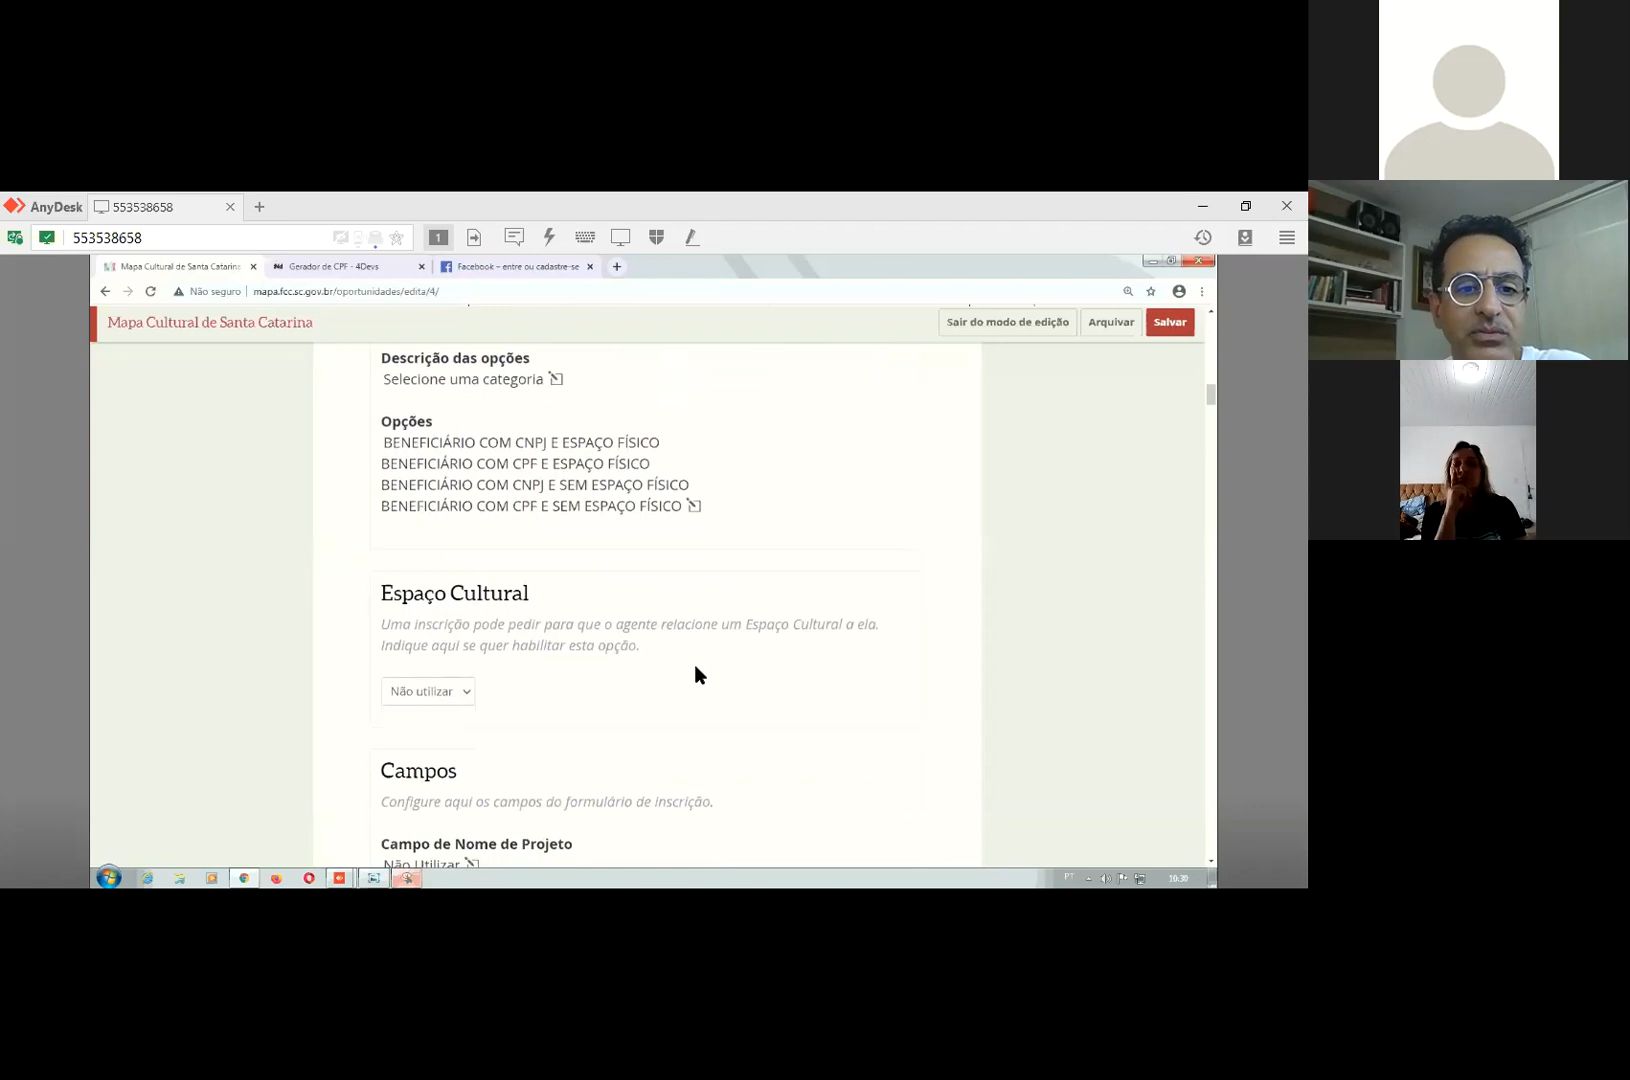 AnyDesk
553538658
553538658
1
Mapa Cultural de Santa Catarina
Gerador de CPF - 4Devs
Facebook – entre ou cadastre-se
Não seguro
mapa.fcc.sc.gov.br/oportunidades/edita/4/
Mapa Cultural de Santa Catarina
Sair do modo de edição
Arquivar
Salvar
Descrição das opções
Selecione uma categoria
Opções
BENEFICIÁRIO COM CNPJ E ESPAÇO FÍSICO
BENEFICIÁRIO COM CPF E ESPAÇO FÍSICO
BENEFICIÁRIO COM CNPJ E SEM ESPAÇO FÍSICO
BENEFICIÁRIO COM CPF E SEM ESPAÇO FÍSICO
Espaço Cultural
Uma inscrição pode pedir para que o agente relacione um Espaço Cultural a ela.
Indique aqui se quer habilitar esta opção.
Não utilizar
Campos
Configure aqui os campos do formulário de inscrição.
Campo de Nome de Projeto
Não Utilizar
PT
10:30